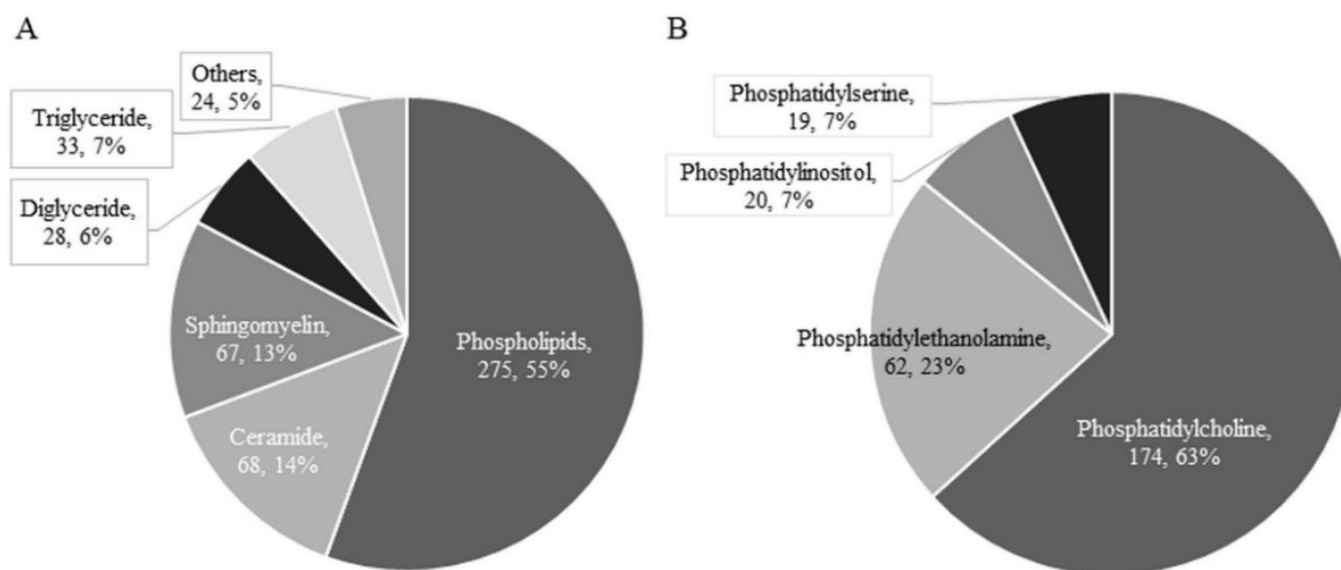 A
Others,
24, 5%
Triglyceride,
33, 7%
Diglyceride,
28, 6%
Sphingomyelin,
67, 13%
Ceramide,
68, 14%
Phospholipids,
275, 55%
B
Phosphatidylserine,
19, 7%
Phosphatidylinositol,
20, 7%
Phosphatidylethanolamine,
62, 23%
Phosphatidylcholine,
174, 63%